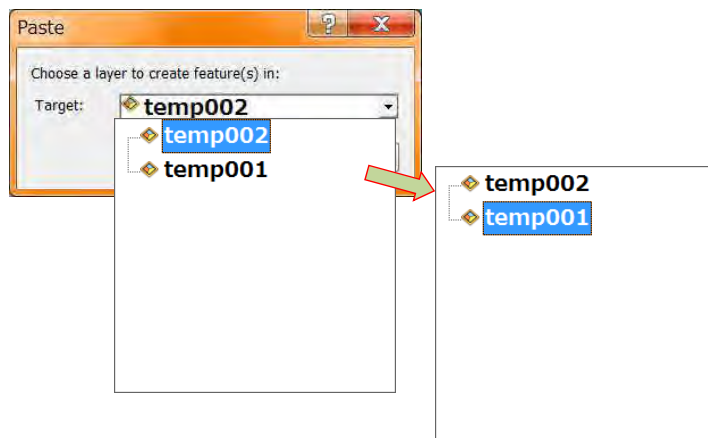 Paste
Choose a layer to create feature(s) in:
Target: temp002
temp002
temp001
temp002
temp001